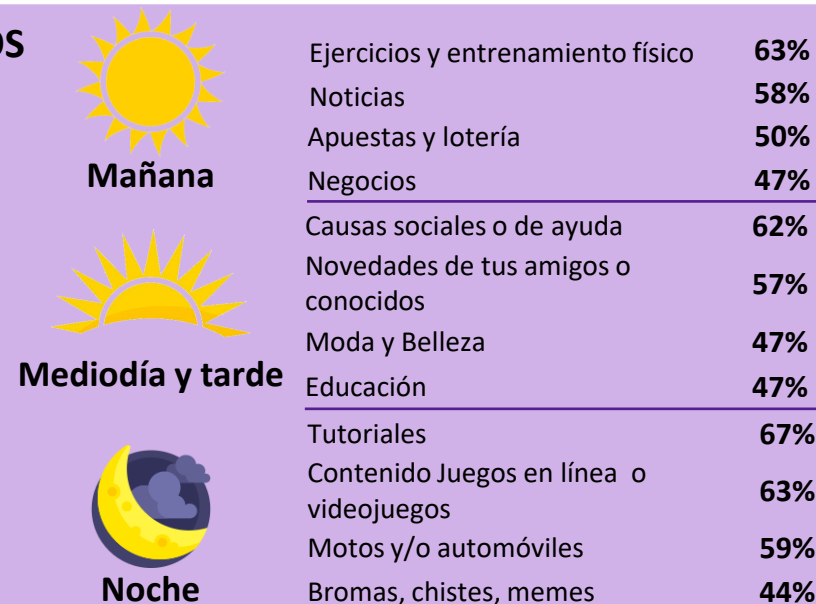 os
Mañana
Ejercicios y entrenamiento físico 63%
Noticias 58%
Apuestas y lotería 50%
Negocios 47%
Mediodía y tarde
Causas sociales o de ayuda 62%
Novedades de tus amigos o
conocidos 57%
Moda y Belleza 47%
Educación 47%
Noche
Tutoriales 67%
Contenido Juegos en línea o
videojuegos 63%
Motos y/o automóviles 59%
Bromas, chistes, memes 44%